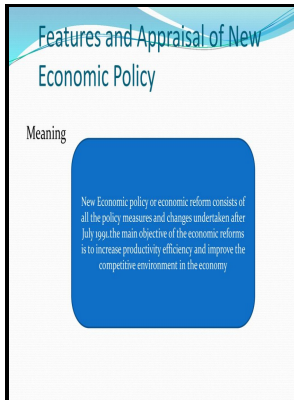 Features and Appraisal of New
Economic Policy
Meaning
New Economic policy or economic reform consists of
all the policy measures and changes undertaken after
July 1991.the main objective of the economic reforms
is to increase productivity efficiency and improve the
competitive environment in the economy